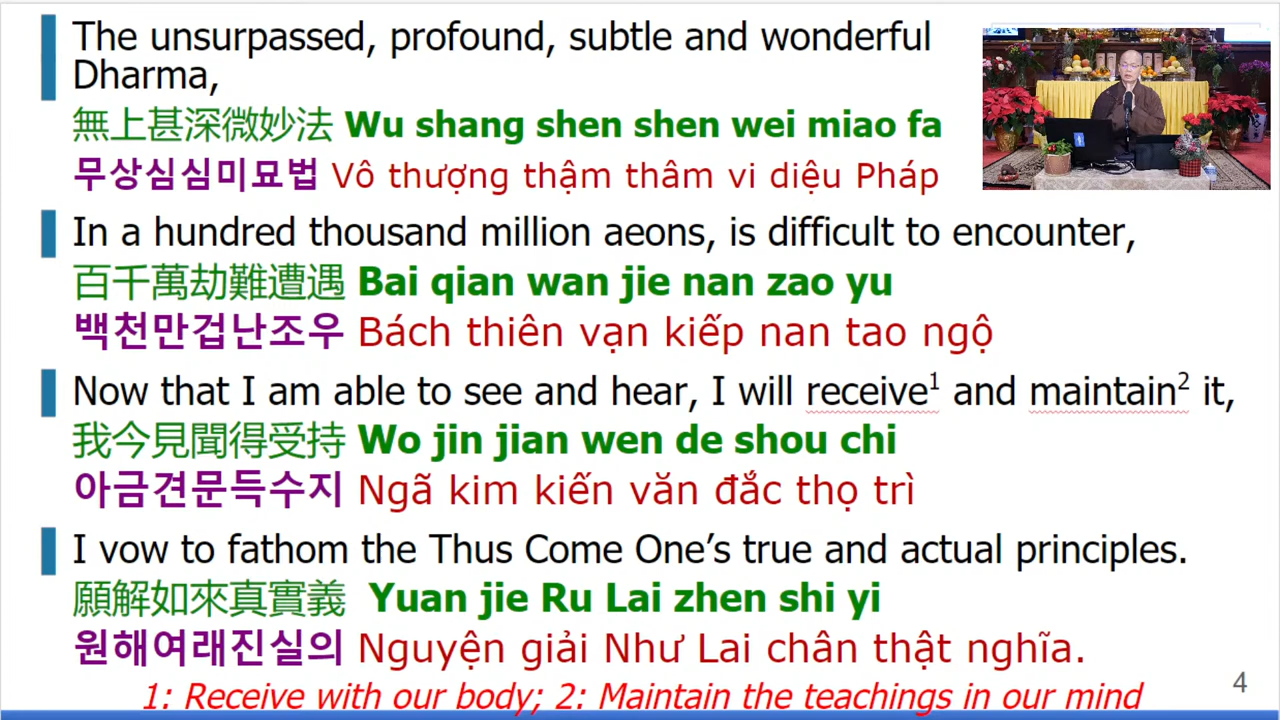 The unsurpassed, profound, subtle and wonderful
Dharma,
無上甚深微妙法 Wu shang shen shen wei miao fa
무상심심미묘법 Vô thượng thậm thâm vi diệu Pháp
In a hundred thousand million aeons, is difficult to encounter,
百千萬劫難遭遇 Bai qian wan jie nan zao yu
백천만겁난조우 Bách thiên vạn kiếp nan tao ngộ
Now that I am able to see and hear, I will receive¹ and maintain² it,
我今見聞得受持 Wo jin jian wen de shou chi
아금견문득수지 Ngã kim kiến văn đắc thọ trì
I vow to fathom the Thus Come One’s true and actual principles.
願解如來真實義 Yuan jie Ru Lai zhen shi yi
원해여래진실의 Nguyện giải Như Lai chân thật nghĩa.
1: Receive with our body; 2: Maintain the teachings in our mind
4